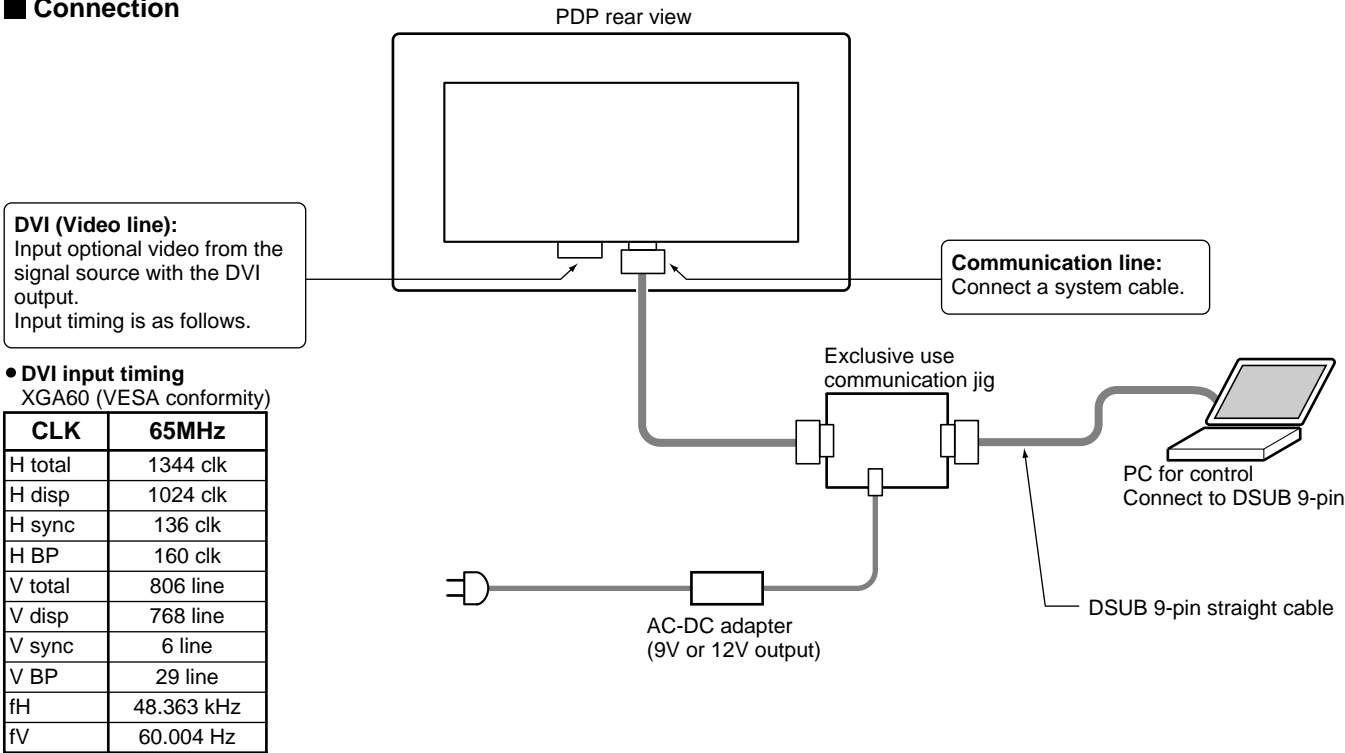 ■ Connection
PDP rear view
DVI (Video line):
Input optional video from the
signal source with the DVI
output.
Input timing is as follows.
Communication line:
Connect a system cable.
• DVI input timing
XGA60 (VESA conformity)
CLK 65MHz
H total 1344 clk
H disp 1024 clk
H sync 136 clk
H BP 160 clk
V total 806 line
V disp 768 line
V sync 6 line
V BP 29 line
fH 48.363 kHz
fV 60.004 Hz
Exclusive use
communication jig
PC for control
Connect to DSUB 9-pin
DSUB 9-pin straight cable
AC-DC adapter
(9V or 12V output)